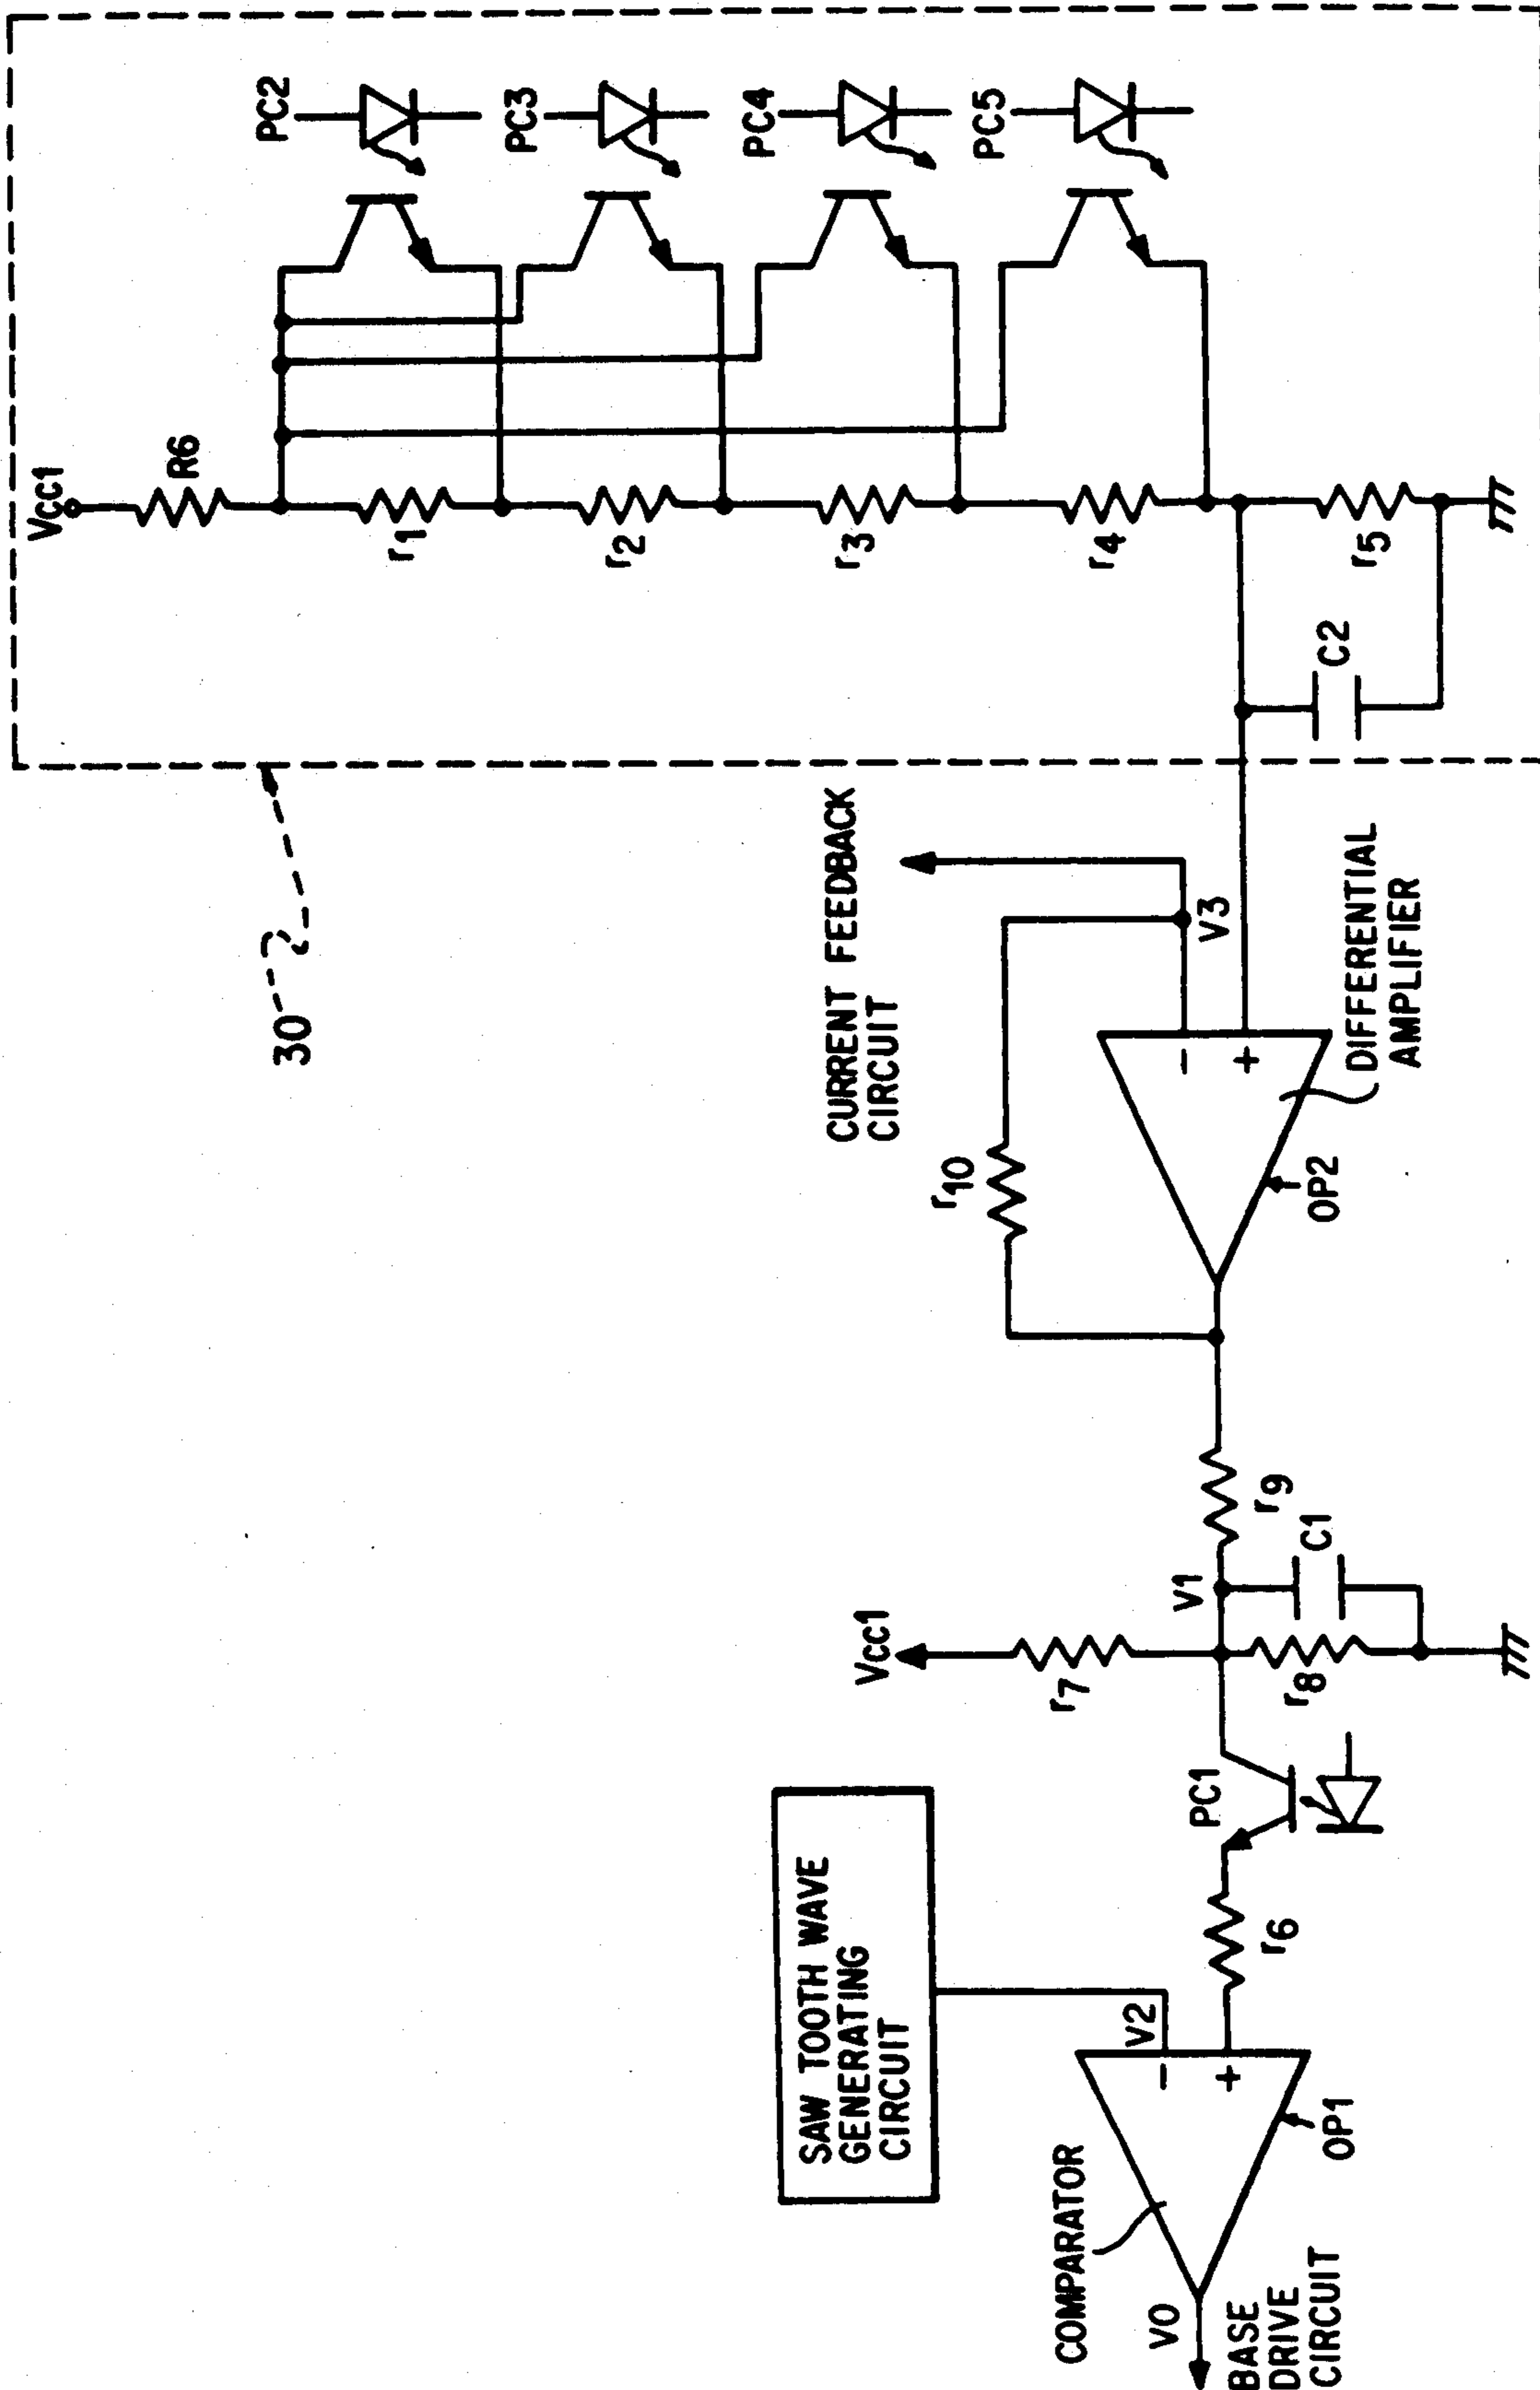 PC2
PC3
PC4
PC5
Vcc1
R6
r1
r2
r3
r4
r5
C2
30
CURRENT FEEDBACK
CIRCUIT
V3
r10
-
+
DIFFERENTIAL
AMPLIFIER
OP2
r9
C1
V1
Vcc1
r7
r8
PC1
SAW TOOTH WAVE
GENERATING
CIRCUIT
r6
V2
-
+
OP1
COMPARATOR
V0
BASE
DRIVE
CIRCUIT